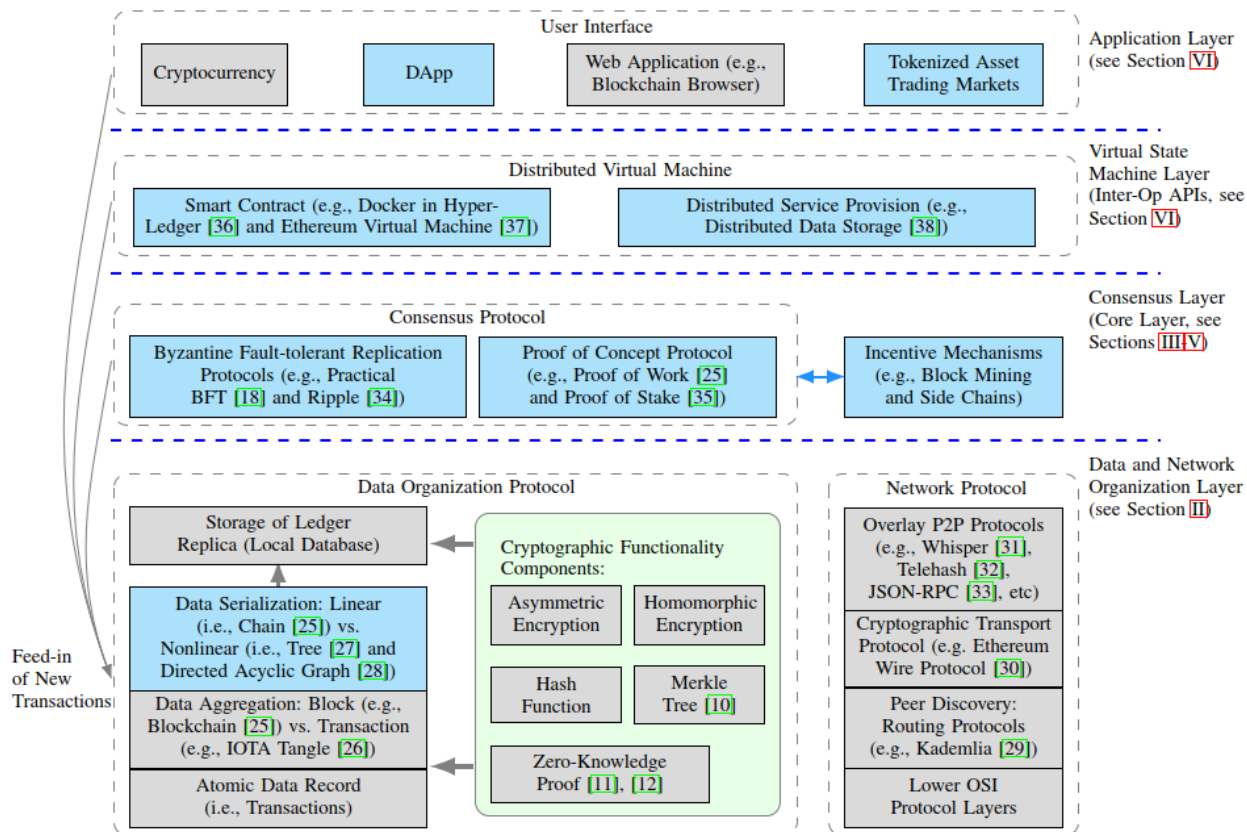 User Interface
Cryptocurrency
DApp
Web Application (e.g.,
Blockchain Browser)
Tokenized Asset
Trading Markets
Application Layer
(see Section VI)
Distributed Virtual Machine
Smart Contract (e.g., Docker in Hyper-
Ledger [36] and Ethereum Virtual Machine [37])
Distributed Service Provision (e.g.,
Distributed Data Storage [38])
Virtual State
Machine Layer
(Inter-Op APIs, see
Section VI)
Consensus Protocol
Byzantine Fault-tolerant Replication
Protocols (e.g., Practical
BFT [18] and Ripple [34])
Proof of Concept Protocol
(e.g., Proof of Work [25]
and Proof of Stake [35])
Incentive Mechanisms
(e.g., Block Mining
and Side Chains)
Consensus Layer
(Core Layer, see
Sections III-V)
Data Organization Protocol
Storage of Ledger
Replica (Local Database)
Data Serialization: Linear
(i.e., Chain [25]) vs.
Nonlinear (i.e., Tree [27] and
Directed Acyclic Graph [28])
Data Aggregation: Block (e.g.,
Blockchain [25]) vs. Transaction
(e.g., IOTA Tangle [26])
Atomic Data Record
(i.e., Transactions)
Feed-in
of New
Transactions
Cryptographic Functionality
Components:
Asymmetric
Encryption
Homomorphic
Encryption
Hash
Function
Merkle
Tree [10]
Zero-Knowledge
Proof [11], [12]
Network Protocol
Overlay P2P Protocols
(e.g., Whisper [31],
Telehash [32],
JSON-RPC [33], etc)
Cryptographic Transport
Protocol (e.g. Ethereum
Wire Protocol [30])
Peer Discovery:
Routing Protocols
(e.g., Kademlia [29])
Lower OSI
Protocol Layers
Data and Network
Organization Layer
(see Section II)